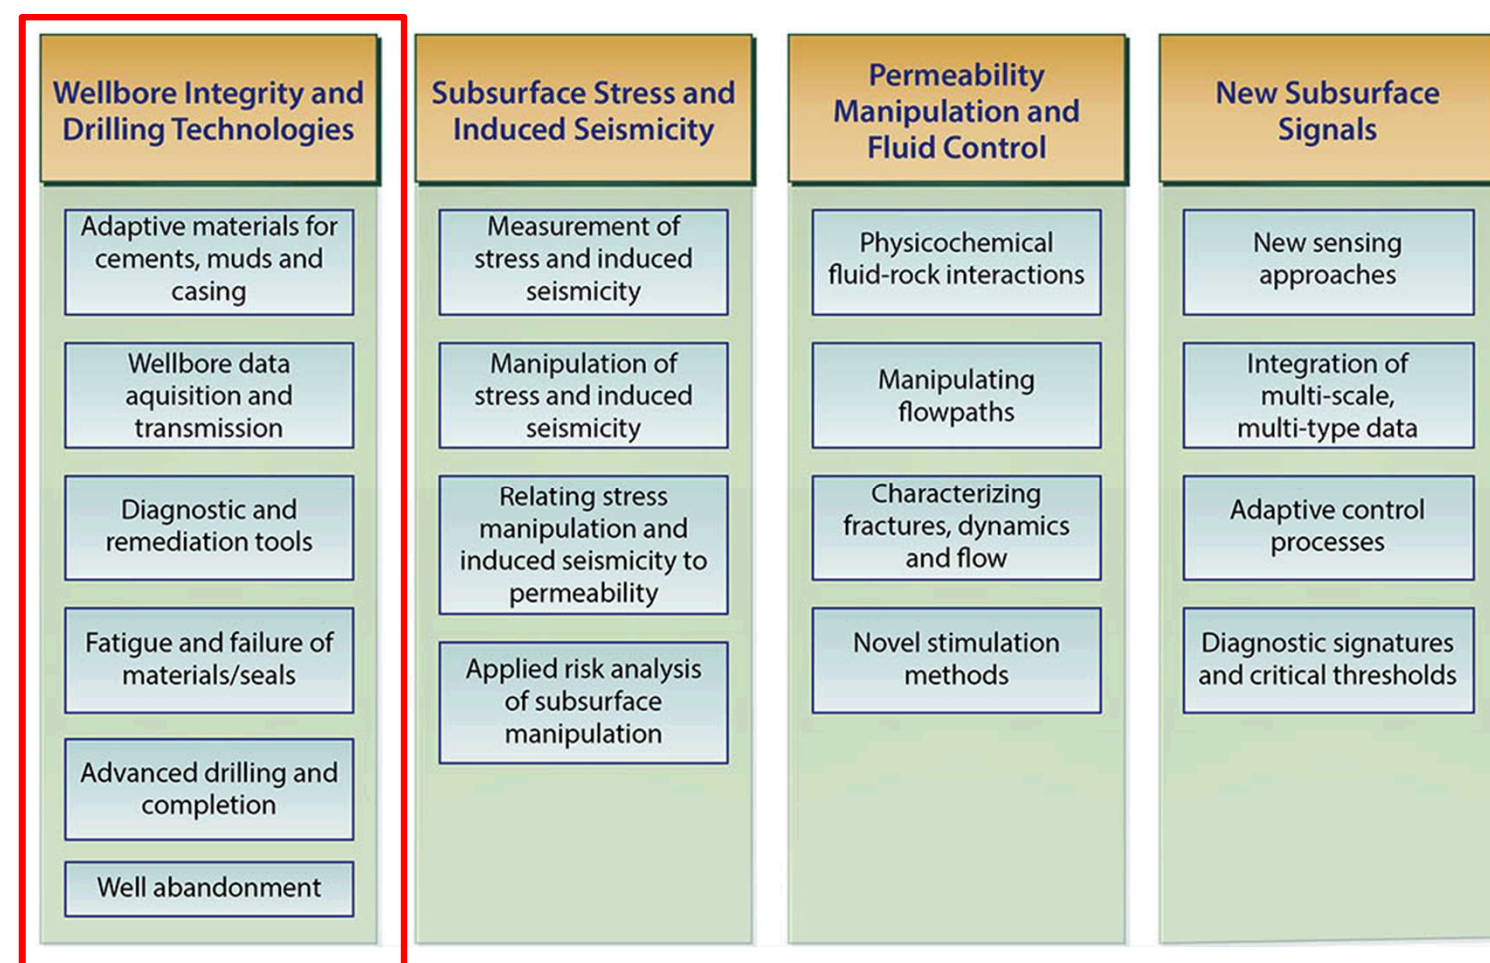 Wellbore Integrity and
Drilling Technologies
Adaptive materials for
cements, muds and
casing
Wellbore data
aquisition and
transmission
Diagnostic and
remediation tools
Fatigue and failure of
materials/seals
Advanced drilling and
completion
Well abandonment
Subsurface Stress and
Induced Seismicity
Measurement of
stress and induced
seismicity
Manipulation of
stress and induced
seismicity
Relating stress
manipulation and
induced seismicity to
permeability
Applied risk analysis
of subsurface
manipulation
Permeability
Manipulation and
Fluid Control
Physicochemical
fluid-rock interactions
Manipulating
flowpaths
Characterizing
fractures, dynamics
and flow
Novel stimulation
methods
New Subsurface
Signals
New sensing
approaches
Integration of
multi-scale,
multi-type data
Adaptive control
processes
Diagnostic signatures
and critical thresholds